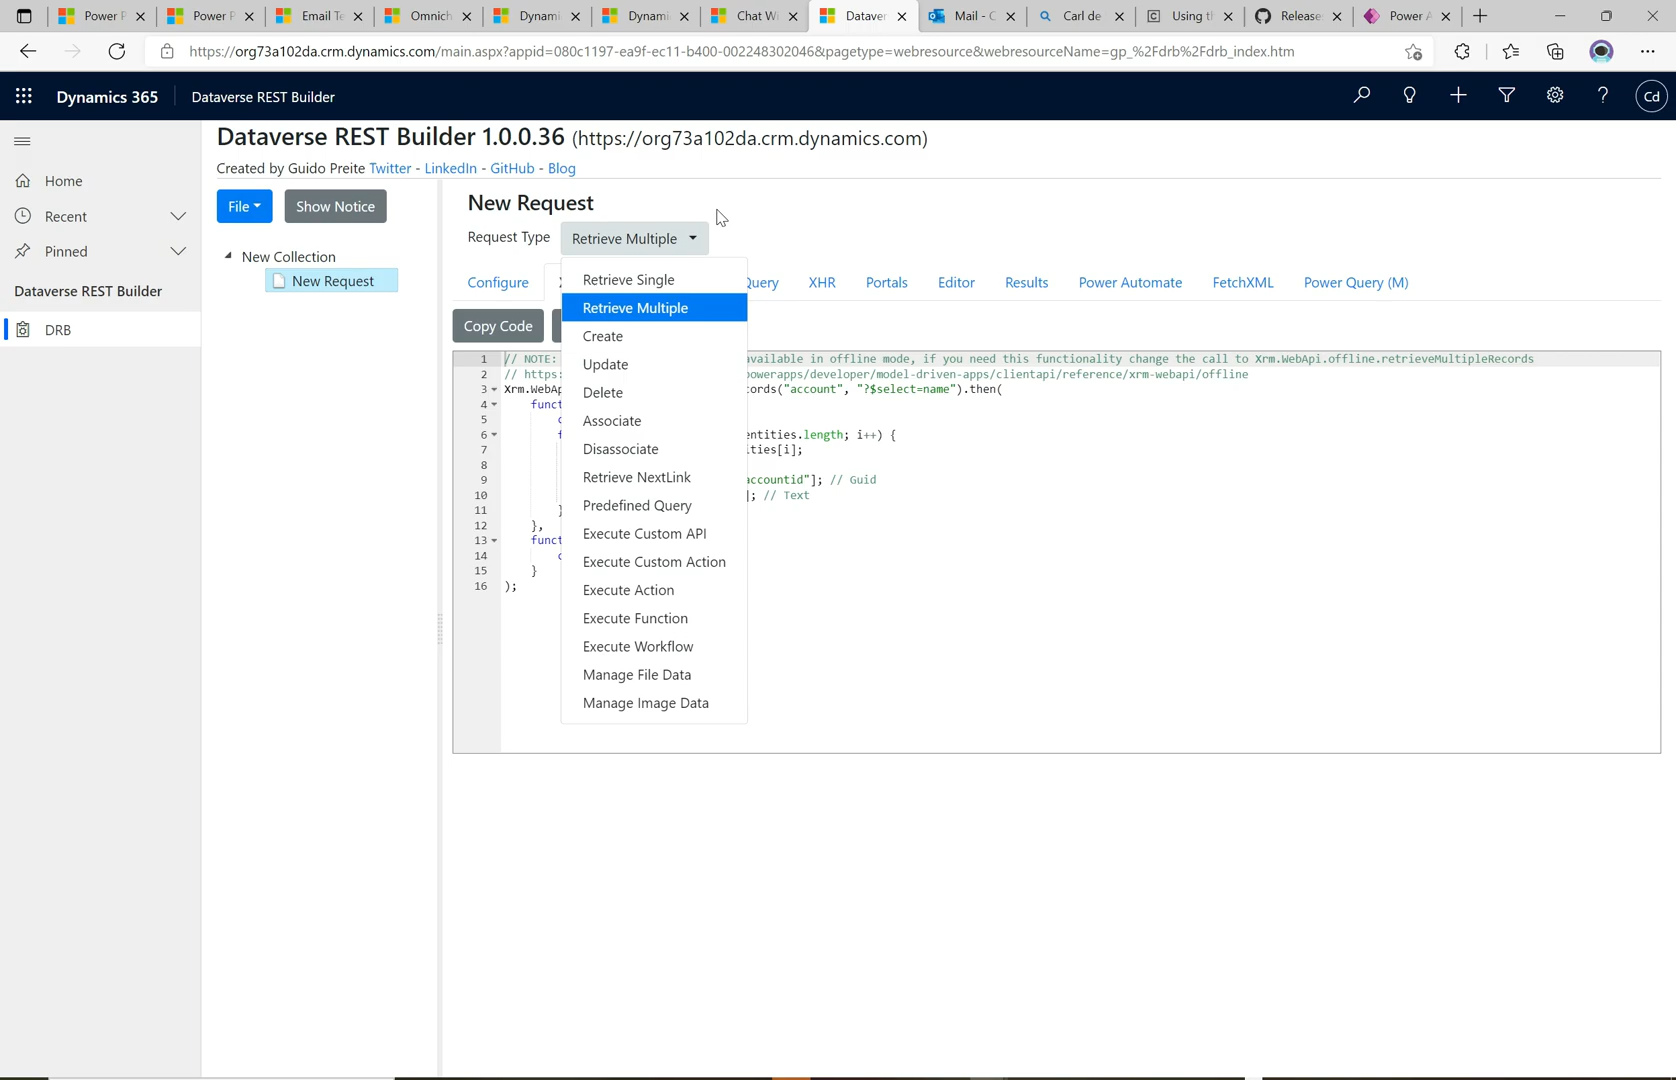 Power P
Power P
Email Te
Omnich
Dynami
Dynami
Chat Wi
Dataver
Mail - C
Carl de
Using th
Release
Power A
https://org73a102da.crm.dynamics.com/main.aspx?appid=080c1197-ea9f-ec11-b400-002248302046&pagetype=webresource&webresourceName=gp_%2Fdrb%2Fdrb_index.htm
Dynamics 365
Dataverse REST Builder
Cd
Dataverse REST Builder 1.0.0.36 (https://org73a102da.crm.dynamics.com)
Created by Guido Preite Twitter - LinkedIn - GitHub - Blog
Home
Recent
Pinned
Dataverse REST Builder
DRB
File
Show Notice
New Collection
New Request
New Request
Request Type
Retrieve Multiple
Configure
Query
XHR
Portals
Editor
Results
Power Automate
FetchXML
Power Query (M)
Copy Code
Retrieve Single
Retrieve Multiple
Create
Update
Delete
Associate
Disassociate
Retrieve NextLink
Predefined Query
Execute Custom API
Execute Custom Action
Execute Action
Execute Function
Execute Workflow
Manage File Data
Manage Image Data
1 // NOTE: vailable in offline mode, if you need this functionality change the call to Xrm.WebApi.offline.retrieveMultipleRecords
2 // https: owerapps/developer/model-driven-apps/clientapi/reference/xrm-webapi/offline
3 Xrm.WebAp ords("account", "?$select=name").then(
4 funct
5
6 entities.length; i++) {
7 ities[i];
8
9 accountid"]; // Guid
10 ]; // Text
11 }
12 },
13 funct
14
15 }
16 );